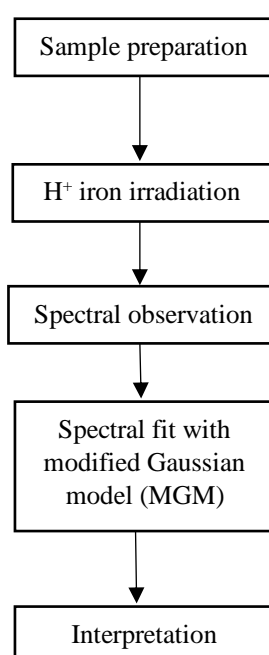 Sample preparation
H⁺ iron irradiation
Spectral observation
Spectral fit with
modified Gaussian
model (MGM)
Interpretation